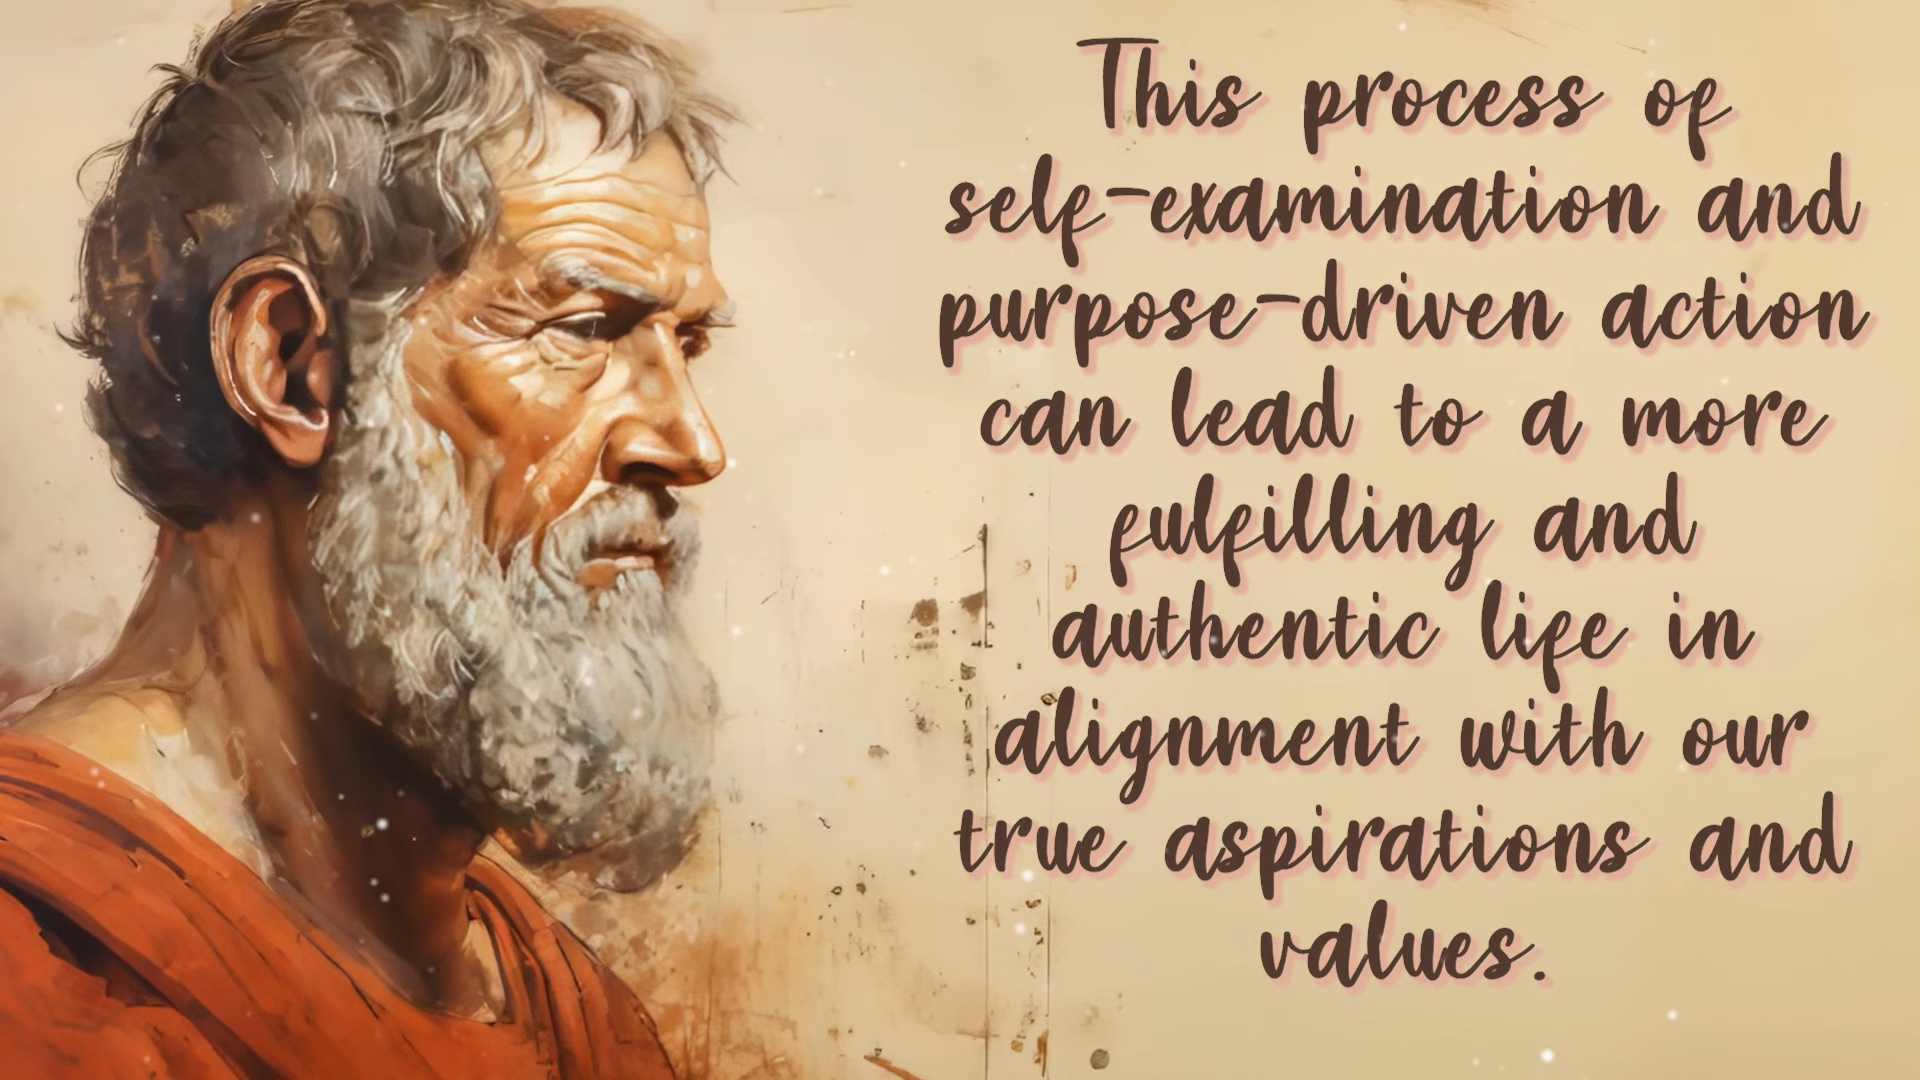 This process of
self-examination and
purpose-driven action
can lead to a more
fulfilling and
authentic life in
alignment with our
true aspirations and
values.